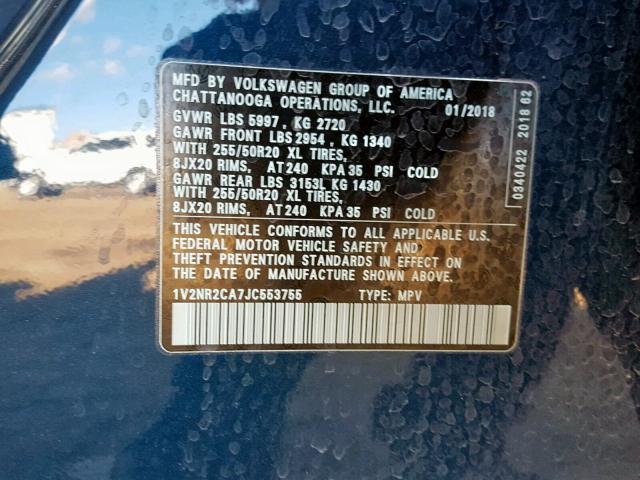 MFD BY VOLKSWAGEN GROUP OF AMERICA
CHATTANOOGA OPERATIONS, LLC. 01/2018
GVWR LBS 5997, KG 2720
GAWR FRONT LBS 2954, KG 1340
WITH 255/50R20 XL TIRES,
8JX20 RIMS, AT 240 KPA 35 PSI COLD
GAWR REAR LBS 3153L KG 1430
WITH 255/50R20 XL TIRES,
8JX20 RIMS, AT 240 KPA 35 PSI COLD
THIS VEHICLE CONFORMS TO ALL APPLICABLE U.S.
FEDERAL MOTOR VEHICLE SAFETY AND
THEFT PREVENTION STANDARDS IN EFFECT ON
THE DATE OF MANUFACTURE SHOWN ABOVE.
1V2NR2CA7JC553755 TYPE: MPV
0340422 2018 62